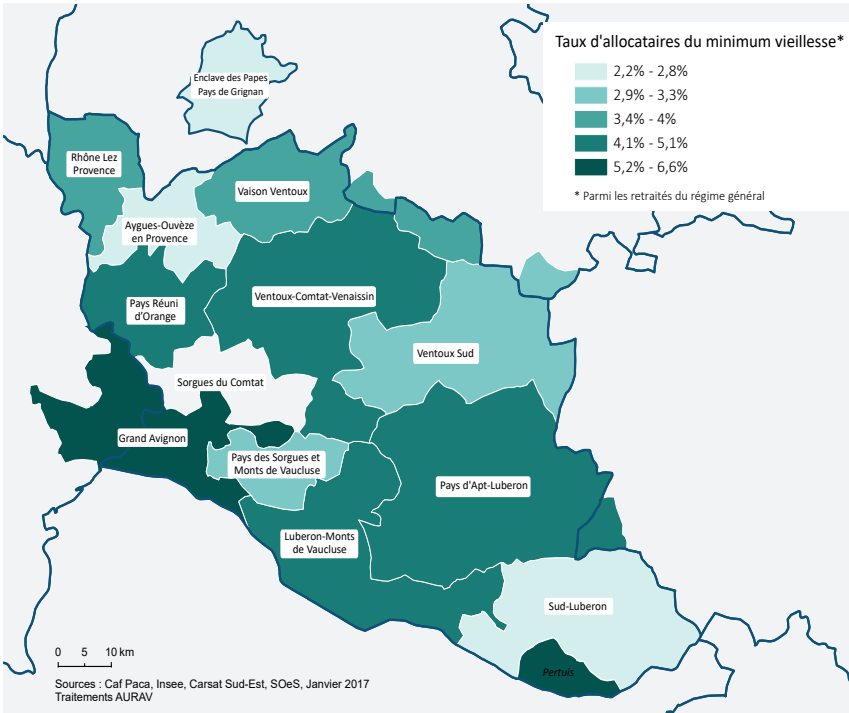 Taux d'allocataires du minimum vieillesse*
2,2% - 2,8%
2,9% - 3,3%
3,4% - 4%
4,1% - 5,1%
5,2% - 6,6%
* Parmi les retraités du régime général
Enclave des Papes
Pays de Grignan
Rhône Lez
Provence
Vaison Ventoux
Aygues-Ouvèze
en Provence
Pays Réuni
d'Orange
Ventoux-Comtat-Venaissin
Ventoux Sud
Sorgues du Comtat
Grand Avignon
Pays des Sorgues et
Monts de Vaucluse
Pays d'Apt-Luberon
Luberon-Monts
de Vaucluse
Sud-Luberon
Pertuis
0 5 10 km
Sources : Caf Paca, Insee, Carsat Sud-Est, SOeS, Janvier 2017
Traitements AURAV